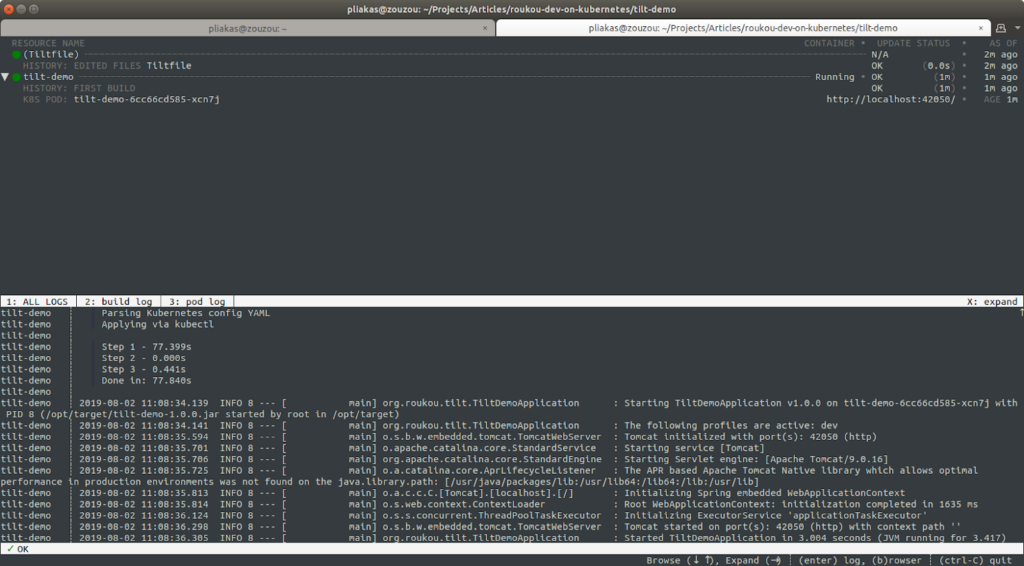 pliakas@zouzou: ~/Projects/Articles/roukou-dev-on-kubernetes/tilt-demo
pliakas@zouzou: ~ × pliakas@zouzou: ~/Projects/Articles/roukou-dev-on-kubernetes/tilt-demo ×
RESOURCE NAME CONTAINER • UPDATE STATUS • AS OF
(Tiltfile) N/A • 2m ago
HISTORY: EDITED FILES Tiltfile OK (0.0s) 2m ago
▼ tilt-demo Running • OK (1m) 1m ago
HISTORY: FIRST BUILD OK (1m) 1m ago
K8S POD: tilt-demo-6cc66cd585-xcn7j http://localhost:42050/ • AGE 1m
1: ALL LOGS │ 2: build log │ 3: pod log │ X: expand
tilt-demo ┊ │ Parsing Kubernetes config YAML ↑
tilt-demo ┊ │ Applying via kubectl
tilt-demo ┊
tilt-demo ┊ │ Step 1 - 77.399s
tilt-demo ┊ │ Step 2 - 0.000s
tilt-demo ┊ │ Step 3 - 0.441s
tilt-demo ┊ │ Done in: 77.840s
tilt-demo ┊
tilt-demo ┊ 2019-08-02 11:08:34.139 INFO 8 --- [ main] org.roukou.tilt.TiltDemoApplication : Starting TiltDemoApplication v1.0.0 on tilt-demo-6cc66cd585-xcn7j with
PID 8 (/opt/target/tilt-demo-1.0.0.jar started by root in /opt/target)
tilt-demo ┊ 2019-08-02 11:08:34.141 INFO 8 --- [ main] org.roukou.tilt.TiltDemoApplication : The following profiles are active: dev
tilt-demo ┊ 2019-08-02 11:08:35.594 INFO 8 --- [ main] o.s.b.w.embedded.tomcat.TomcatWebServer : Tomcat initialized with port(s): 42050 (http)
tilt-demo ┊ 2019-08-02 11:08:35.701 INFO 8 --- [ main] o.apache.catalina.core.StandardService : Starting service [Tomcat]
tilt-demo ┊ 2019-08-02 11:08:35.706 INFO 8 --- [ main] org.apache.catalina.core.StandardEngine : Starting Servlet engine: [Apache Tomcat/9.0.16]
tilt-demo ┊ 2019-08-02 11:08:35.725 INFO 8 --- [ main] o.a.catalina.core.AprLifecycleListener : The APR based Apache Tomcat Native library which allows optimal
performance in production environments was not found on the java.library.path: [/usr/java/packages/lib:/usr/lib64:/lib64:/lib:/usr/lib]
tilt-demo ┊ 2019-08-02 11:08:35.813 INFO 8 --- [ main] o.a.c.c.C.[Tomcat].[localhost].[/] : Initializing Spring embedded WebApplicationContext
tilt-demo ┊ 2019-08-02 11:08:35.814 INFO 8 --- [ main] o.s.web.context.ContextLoader : Root WebApplicationContext: initialization completed in 1635 ms
tilt-demo ┊ 2019-08-02 11:08:36.124 INFO 8 --- [ main] o.s.s.concurrent.ThreadPoolTaskExecutor : Initializing ExecutorService 'applicationTaskExecutor'
tilt-demo ┊ 2019-08-02 11:08:36.298 INFO 8 --- [ main] o.s.b.w.embedded.tomcat.TomcatWebServer : Tomcat started on port(s): 42050 (http) with context path ''
tilt-demo ┊ 2019-08-02 11:08:36.305 INFO 8 --- [ main] org.roukou.tilt.TiltDemoApplication : Started TiltDemoApplication in 3.004 seconds (JVM running for 3.417)
✓ OK
Browse (↓ ↑), Expand (→) ┊ (enter) log, (b)rowser ┊ (ctrl-C) quit